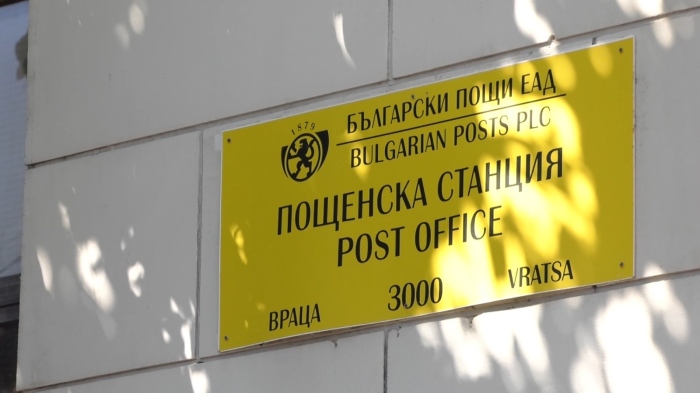 1879
БЪЛГАРСКИ ПОЩИ ЕАД
BULGARIAN POSTS PLC
ПОЩЕНСКА СТАНЦИЯ
POST OFFICE
ВРАЦА 3000 VRATSA